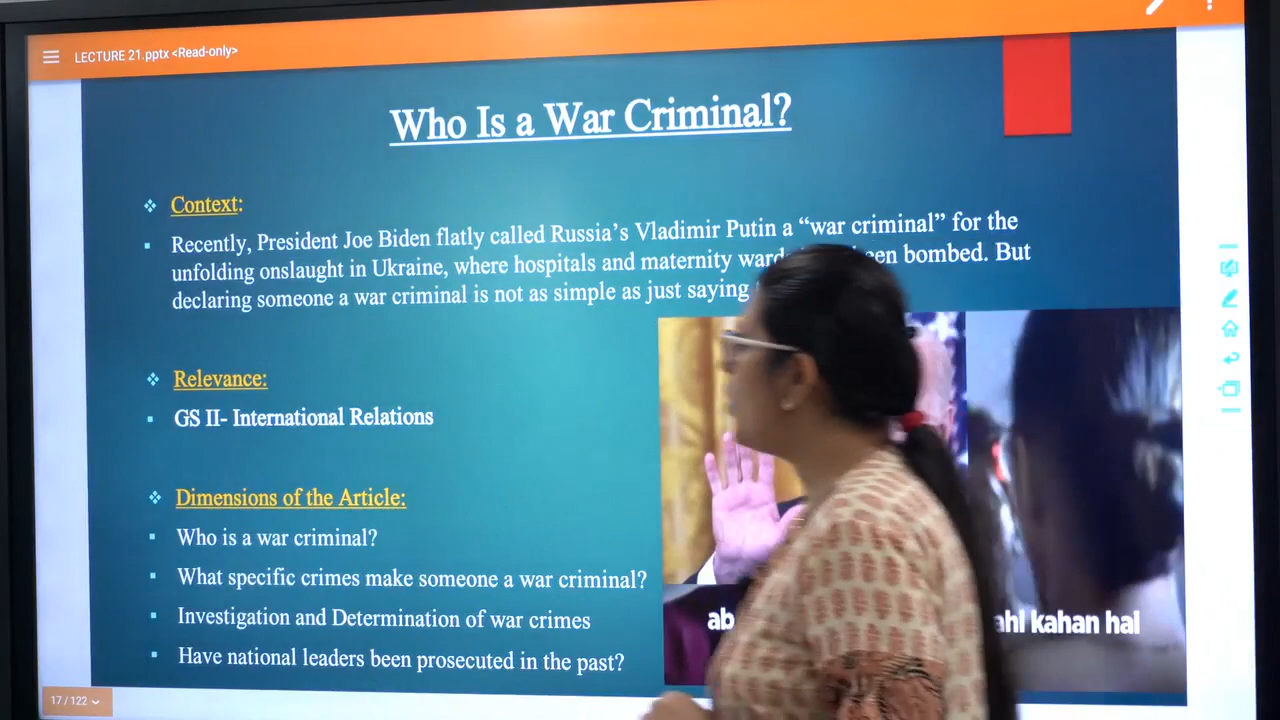 LECTURE 21.pptx <Read-only>
Who Is a War Criminal?
Context:
Recently, President Joe Biden flatly called Russia’s Vladimir Putin a “war criminal” for the
unfolding onslaught in Ukraine, where hospitals and maternity bombed. But
declaring someone a war criminal is not as simple as just saying
Relevance:
GS II- International Relations
Dimensions of the Article:
Who is a war criminal?
What specific crimes make someone a war criminal?
Investigation and Determination of war crimes
ab kahan hal
Have national leaders been prosecuted in the past?
17 / 122